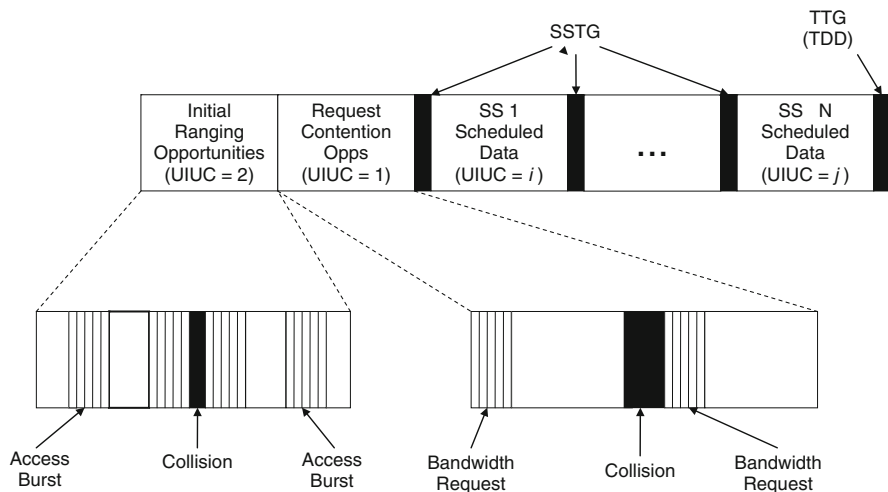 SSTG
TTG
(TDD)
Initial
Ranging
Opportunities
(UIUC = 2)
Request
Contention
Opps
(UIUC = 1)
SS 1
Scheduled
Data
(UIUC = i)
...
SS N
Scheduled
Data
(UIUC = j)
Access
Burst
Collision
Access
Burst
Bandwidth
Request
Collision
Bandwidth
Request